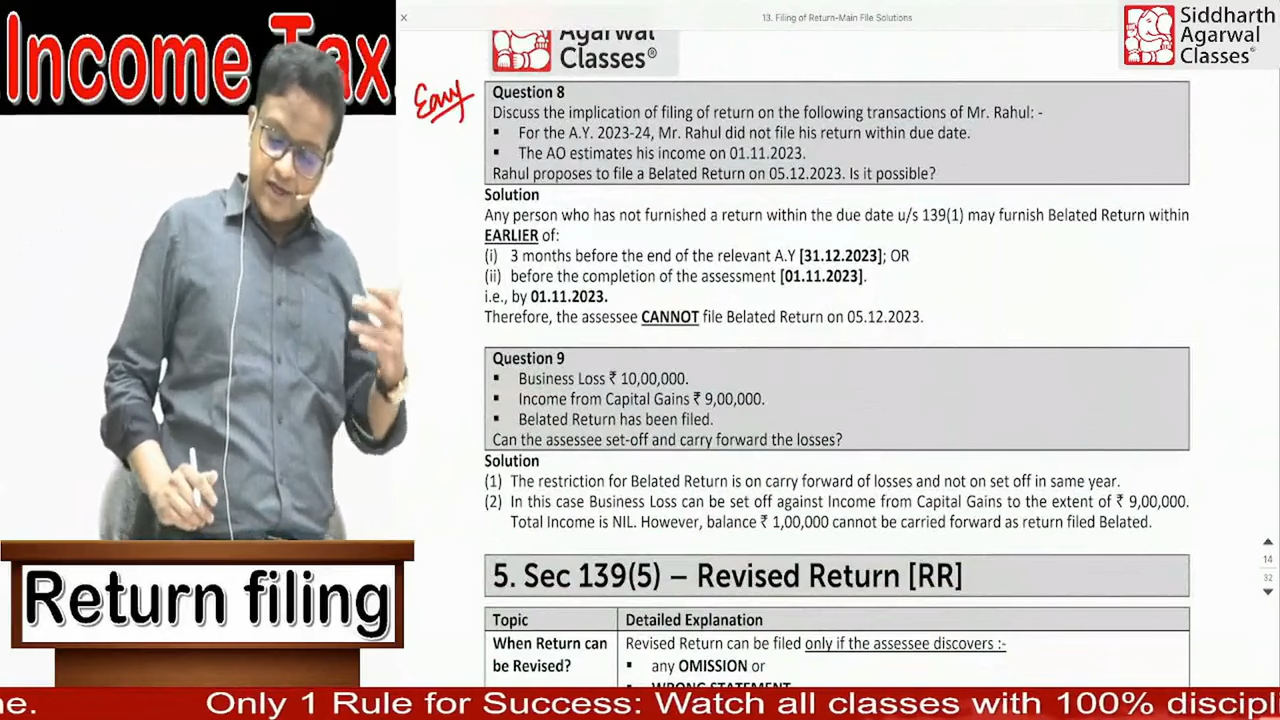 Income Tax
13. Filing of Return-Main File Solutions
Siddharth
Agarwal
Classes®
Agarwal
Classes®
Easy
Question 8
Discuss the implication of filing of return on the following transactions of Mr. Rahul: -
▪ For the A.Y. 2023-24, Mr. Rahul did not file his return within due date.
▪ The AO estimates his income on 01.11.2023.
Rahul proposes to file a Belated Return on 05.12.2023. Is it possible?
Solution
Any person who has not furnished a return within the due date u/s 139(1) may furnish Belated Return within
EARLIER of:
(i) 3 months before the end of the relevant A.Y [31.12.2023]; OR
(ii) before the completion of the assessment [01.11.2023].
i.e., by 01.11.2023.
Therefore, the assessee CANNOT file Belated Return on 05.12.2023.
Question 9
▪ Business Loss ₹ 10,00,000.
▪ Income from Capital Gains ₹ 9,00,000.
▪ Belated Return has been filed.
Can the assessee set-off and carry forward the losses?
Solution
(1) The restriction for Belated Return is on carry forward of losses and not on set off in same year.
(2) In this case Business Loss can be set off against Income from Capital Gains to the extent of ₹ 9,00,000.
Total Income is NIL. However, balance ₹ 1,00,000 cannot be carried forward as return filed Belated.
14
32
5. Sec 139(5) – Revised Return [RR]
Topic Detailed Explanation
When Return can Revised Return can be filed only if the assessee discovers :-
be Revised? ▪ any OMISSION or
▪ WRONG STATEMENT
Return filing
ne. Only 1 Rule for Success: Watch all classes with 100% discipl